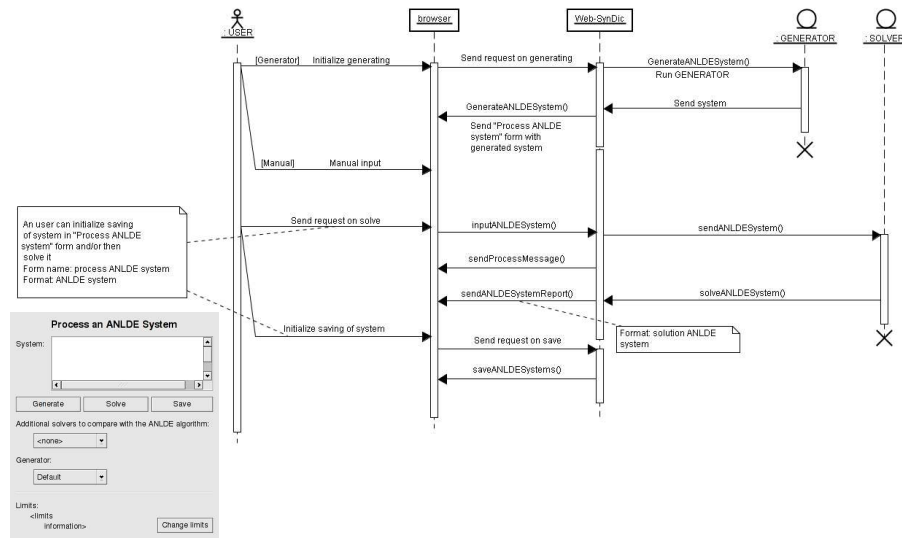 : USER
browser
Web-SynDic
: GENERATOR
: SOLVER
[Generator] Initialize generating
Send request on generating
GenerateANLDESystem()
Run GENERATOR
GenerateANLDESystem()
Send system
Send "Process ANLDE
system" form with
generated system
[Manual] Manual input
An user can initialize saving
of system in "Process ANLDE
system" form and/or then
solve it
Form name: process ANLDE system
Format: ANLDE system
Send request on solve
inputANLDESystem()
sendANLDESystem()
sendProcessMessage()
sendANLDESystemReport()
solveANLDESystem()
Initialize saving of system
Format: solution ANLDE
system
Send request on save
saveANLDESystems()
Process an ANLDE System
System:
Generate Solve Save
Additional solvers to compare with the ANLDE algorithm:
<none>
Generator:
Default
Limits:
<limits
information>
Change limits